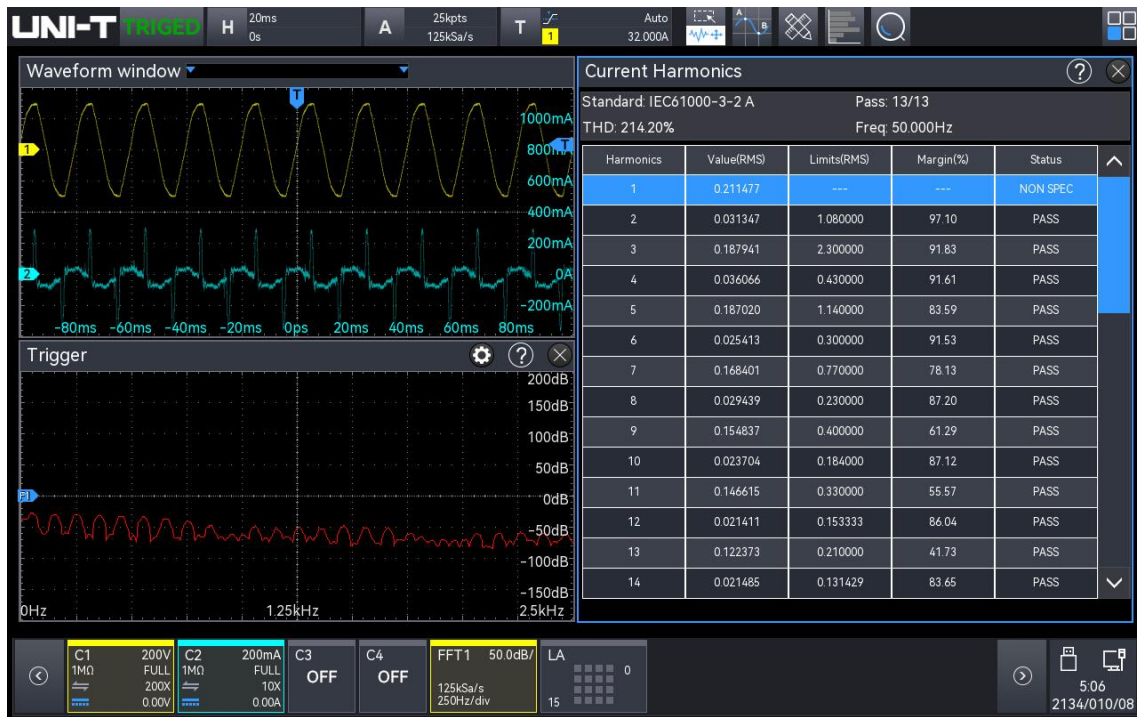 UNI-T TRIGED H 20ms 0s A 25kpts 125kSa/s T 1 Auto 32.000A A B
Waveform window
T
1000mA
1 800mA T
600mA
400mA
200mA
2 0A
-200mA
-80ms -60ms -40ms -20ms 0ps 20ms 40ms 60ms 80ms
Trigger ?
200dB
150dB
100dB
50dB
F1 0dB
-50dB
-100dB
-150dB
0Hz 1.25kHz 2.5kHz
Current Harmonics ?
Standard: IEC61000-3-2 A Pass: 13/13
THD: 214.20% Freq: 50.000Hz
Harmonics Value(RMS) Limits(RMS) Margin(%) Status
1 0.211477 --- --- NON SPEC
2 0.031347 1.080000 97.10 PASS
3 0.187941 2.300000 91.83 PASS
4 0.036066 0.430000 91.61 PASS
5 0.187020 1.140000 83.59 PASS
6 0.025413 0.300000 91.53 PASS
7 0.168401 0.770000 78.13 PASS
8 0.029439 0.230000 87.20 PASS
9 0.154837 0.400000 61.29 PASS
10 0.023704 0.184000 87.12 PASS
11 0.146615 0.330000 55.57 PASS
12 0.021411 0.153333 86.04 PASS
13 0.122373 0.210000 41.73 PASS
14 0.021485 0.131429 83.65 PASS
C1 200V
1MΩ FULL
200X
0.00V
C2 200mA
1MΩ FULL
10X
0.00A
C3
OFF
C4
OFF
FFT1 50.0dB/
125kSa/s
250Hz/div
LA
0
15
5:06
2134/010/08